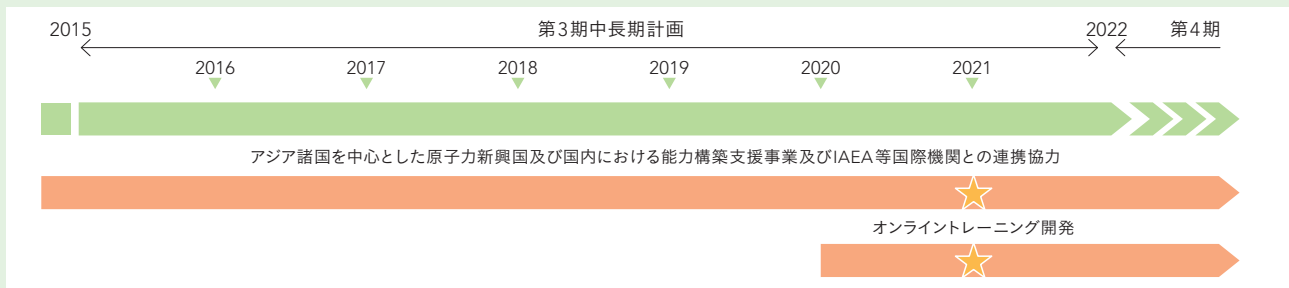 2015 第3期中長期計画 2022 第4期
2016 2017 2018 2019 2020 2021
アジア諸国を中心とした原子力新興国及び国内における能力構築支援事業及びIAEA等国際機関との連携協力
オンライントレーニング開発